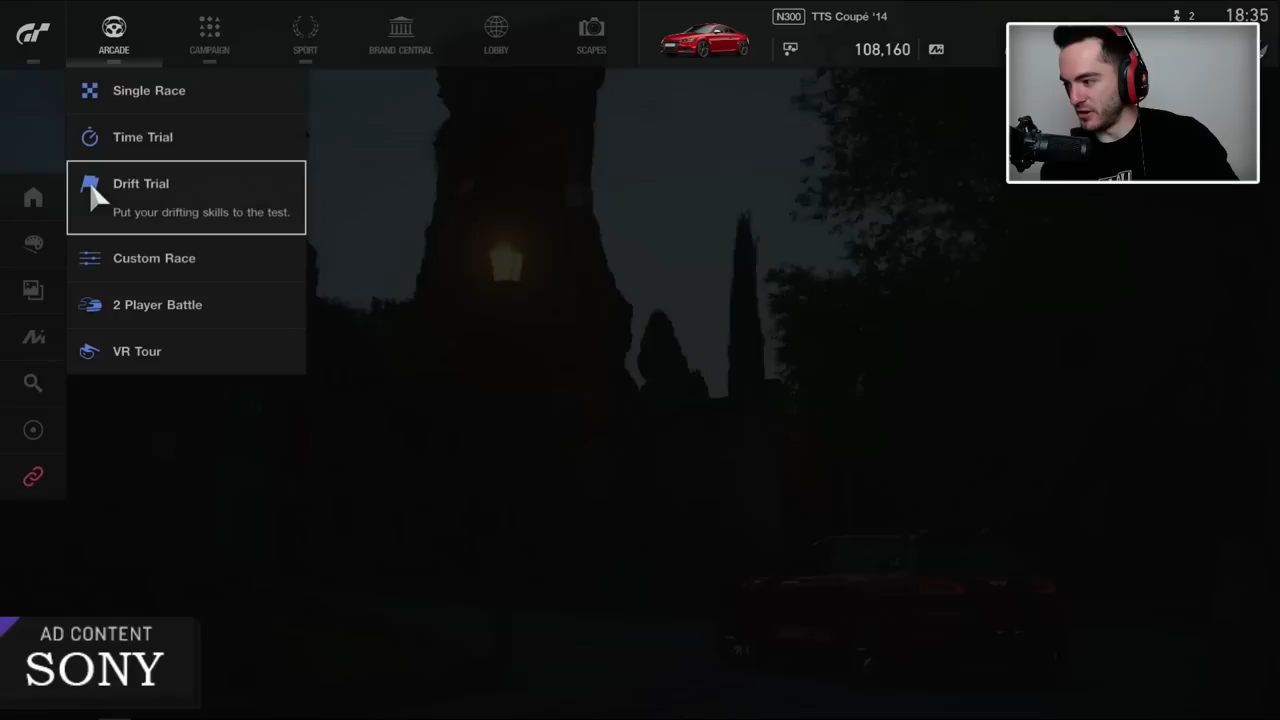 ARCADE
CAMPAIGN
SPORT
BRAND CENTRAL
LOBBY
SCAPES
N300 TTS Coupé '14
108,160
2 18:35
Single Race
Time Trial
Drift Trial
Put your drifting skills to the test.
Custom Race
2 Player Battle
VR Tour
AD CONTENT
SONY